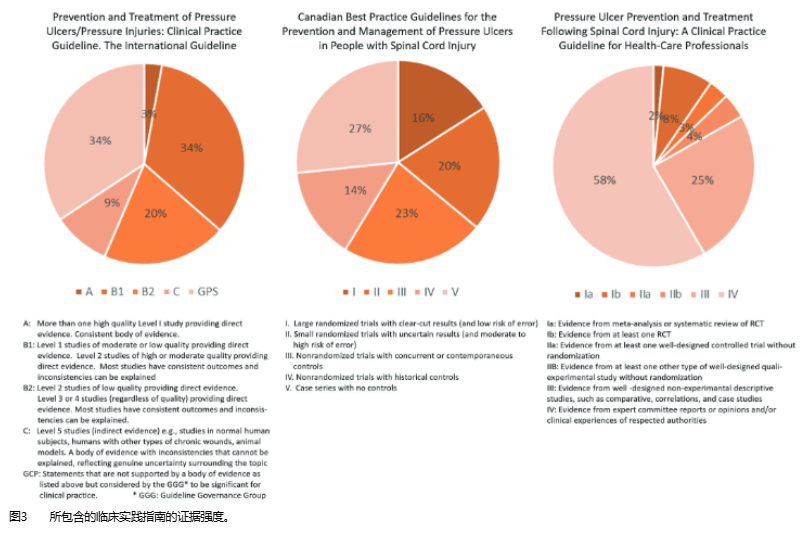 Prevention and Treatment of Pressure
Ulcers/Pressure Injuries: Clinical Practice
Guideline. The International Guideline
3%
34%
20%
9%
34%
A B1 B2 C GPS
A: More than one high quality Level I study providing direct
evidence. Consistent body of evidence.
B1: Level 1 studies of moderate or low quality providing direct
evidence. Level 2 studies of high or moderate quality providing
direct evidence. Most studies have consistent outcomes and
inconsistencies can be explained
B2: Level 2 studies of low quality providing direct evidence.
Level 3 or 4 studies (regardless of quality) providing direct
evidence. Most studies have consistent outcomes and inconsis-
tencies can be explained.
C: Level 5 studies (indirect evidence) e.g., studies in normal human
subjects, humans with other types of chronic wounds, animal
models. A body of evidence with inconsistencies that cannot be
explained, reflecting genuine uncertainty surrounding the topic
GCP: Statements that are not supported by a body of evidence as
listed above but considered by the GGG* to be significant for
clinical practice. * GGG: Guideline Governance Group
Canadian Best Practice Guidelines for the
Prevention and Management of Pressure Ulcers
in People with Spinal Cord Injury
16%
20%
23%
14%
27%
I II III IV V
I. Large randomized trials with clear-cut results (and low risk of error)
II. Small randomized trials with uncertain results (and moderate to
high risk of error)
III. Nonrandomized trials with concurrent or contemporaneous
controls
IV. Nonrandomized trials with historical controls
V. Case series with no controls
Pressure Ulcer Prevention and Treatment
Following Spinal Cord Injury: A Clinical Practice
Guideline for Health-Care Professionals
2%
8%
3%
4%
25%
58%
Ia Ib IIa IIb III IV
Ia: Evidence from meta-analysis or systematic review of RCT
Ib: Evidence from at least one RCT
IIa: Evidence from at least one well-designed controlled trial without
randomization
IIB: Evidence from at least one other type of well-designed quali-
experimental study without randomization
III: Evidence from well -designed non-experimantal descriptive
studies, such as comparative, correlations, and case studies
IV: Evidence from expert committee reports or opinions and/or
clinical experiences of respected authorities
图3 所包含的临床实践指南的证据强度。